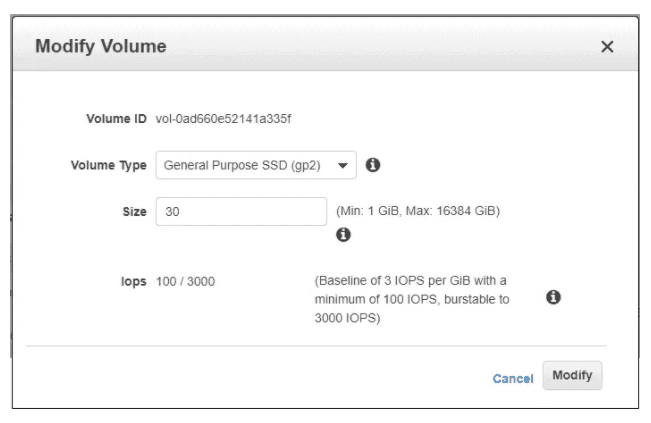 Modify Volume
Volume ID vol-0ad660e52141a335f
Volume Type General Purpose SSD (gp2)
Size 30 (Min: 1 GiB, Max: 16384 GiB)
Iops 100 / 3000 (Baseline of 3 IOPS per GiB with a
minimum of 100 IOPS, burstable to
3000 IOPS)
Cancel Modify